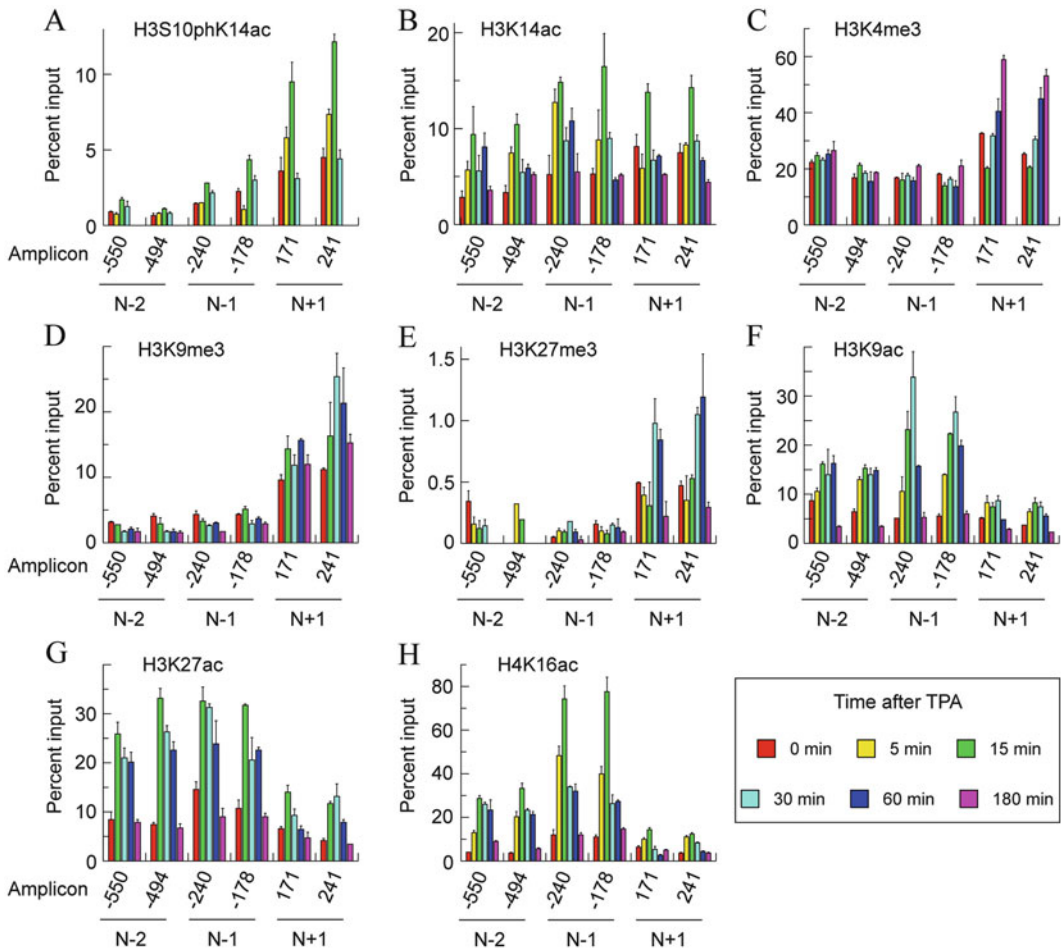 A
H3S10phK14ac
Percent input
10
5
0
Amplicon
-550 -494 -240 -178 171 241
N-2 N-1 N+1
B
H3K14ac
Percent input
20
10
0
-550 -494 -240 -178 171 241
N-2 N-1 N+1
C
H3K4me3
Percent input
60
40
20
0
-550 -494 -240 -178 171 241
N-2 N-1 N+1
D
H3K9me3
Percent input
20
10
0
Amplicon
-550 -494 -240 -178 171 241
N-2 N-1 N+1
E
H3K27me3
Percent input
1.5
1.0
0.5
0
-550 -494 -240 -178 171 241
N-2 N-1 N+1
F
H3K9ac
Percent input
30
20
10
0
-550 -494 -240 -178 171 241
N-2 N-1 N+1
G
H3K27ac
Percent input
30
20
10
0
Amplicon
-550 -494 -240 -178 171 241
N-2 N-1 N+1
H
H4K16ac
Percent input
80
60
40
20
0
-550 -494 -240 -178 171 241
N-2 N-1 N+1
Time after TPA
0 min 5 min 15 min
30 min 60 min 180 min